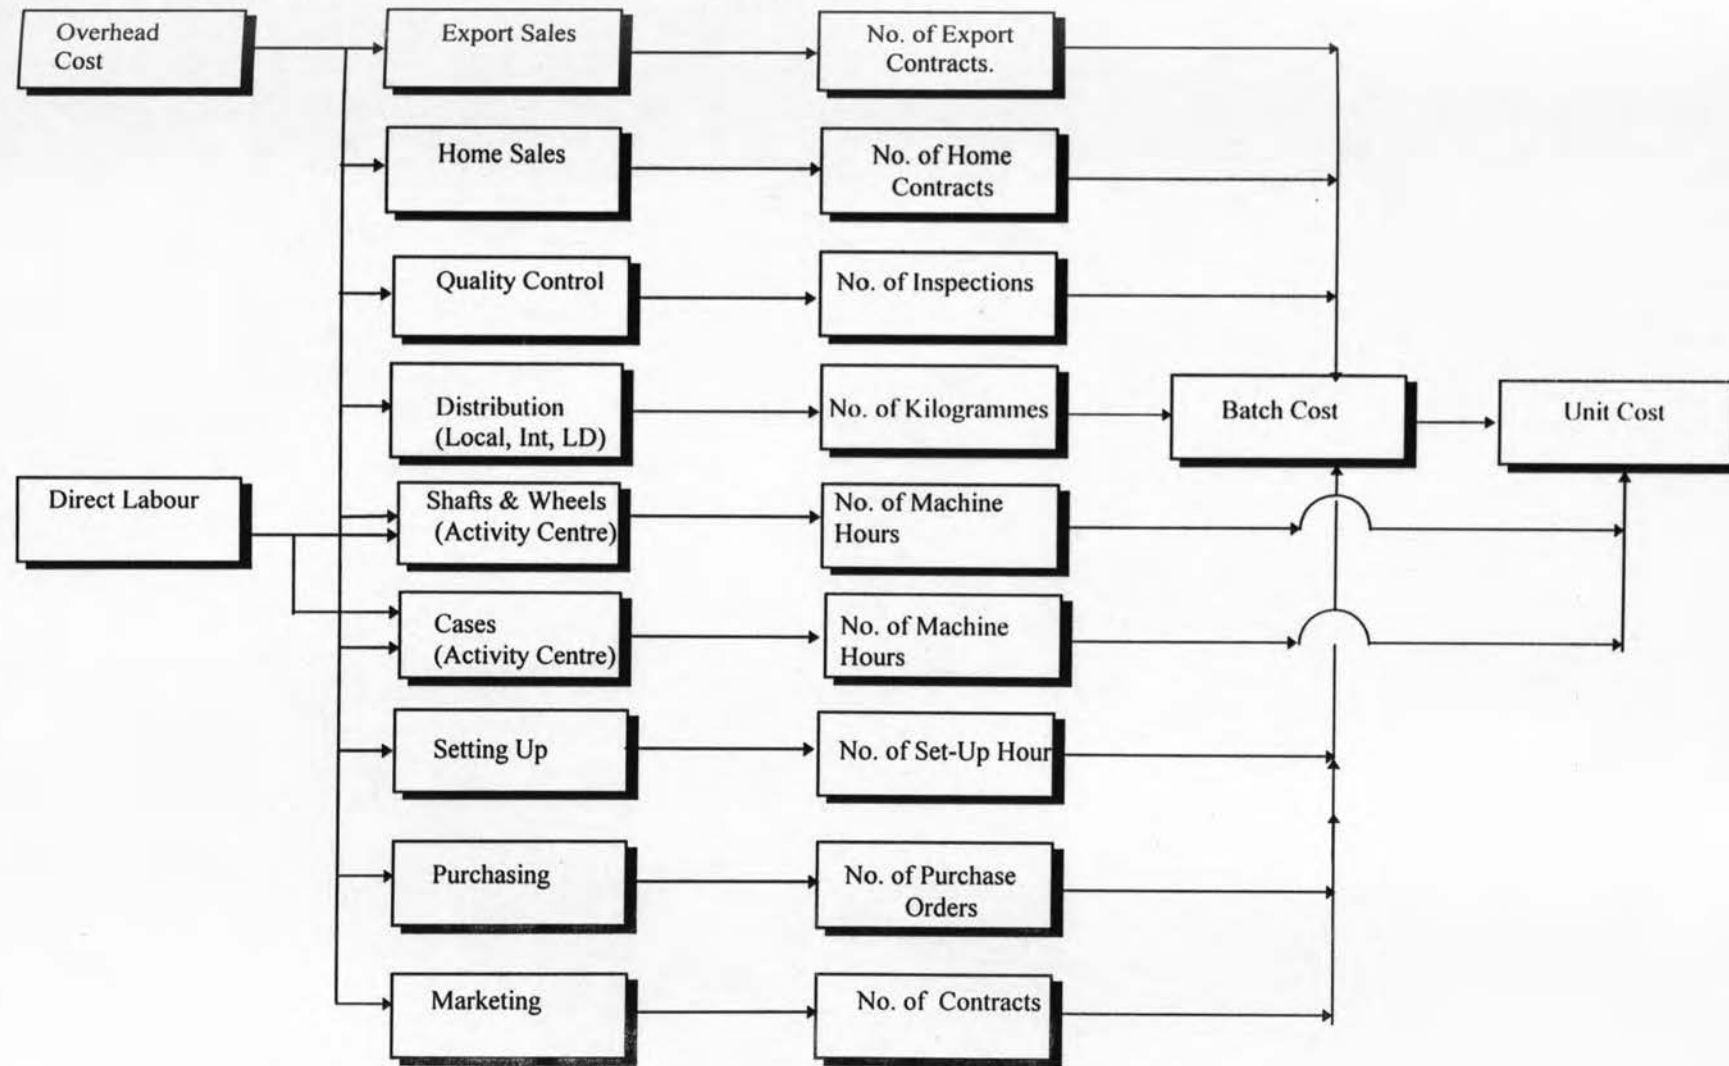 Overhead
Cost
Export Sales
No. of Export
Contracts.
Home Sales
No. of Home
Contracts
Quality Control
No. of Inspections
Distribution
(Local, Int, LD)
No. of Kilogrammes
Batch Cost
Unit Cost
Direct Labour
Shafts & Wheels
(Activity Centre)
No. of Machine
Hours
Cases
(Activity Centre)
No. of Machine
Hours
Setting Up
No. of Set-Up Hour
Purchasing
No. of Purchase
Orders
Marketing
No. of Contracts